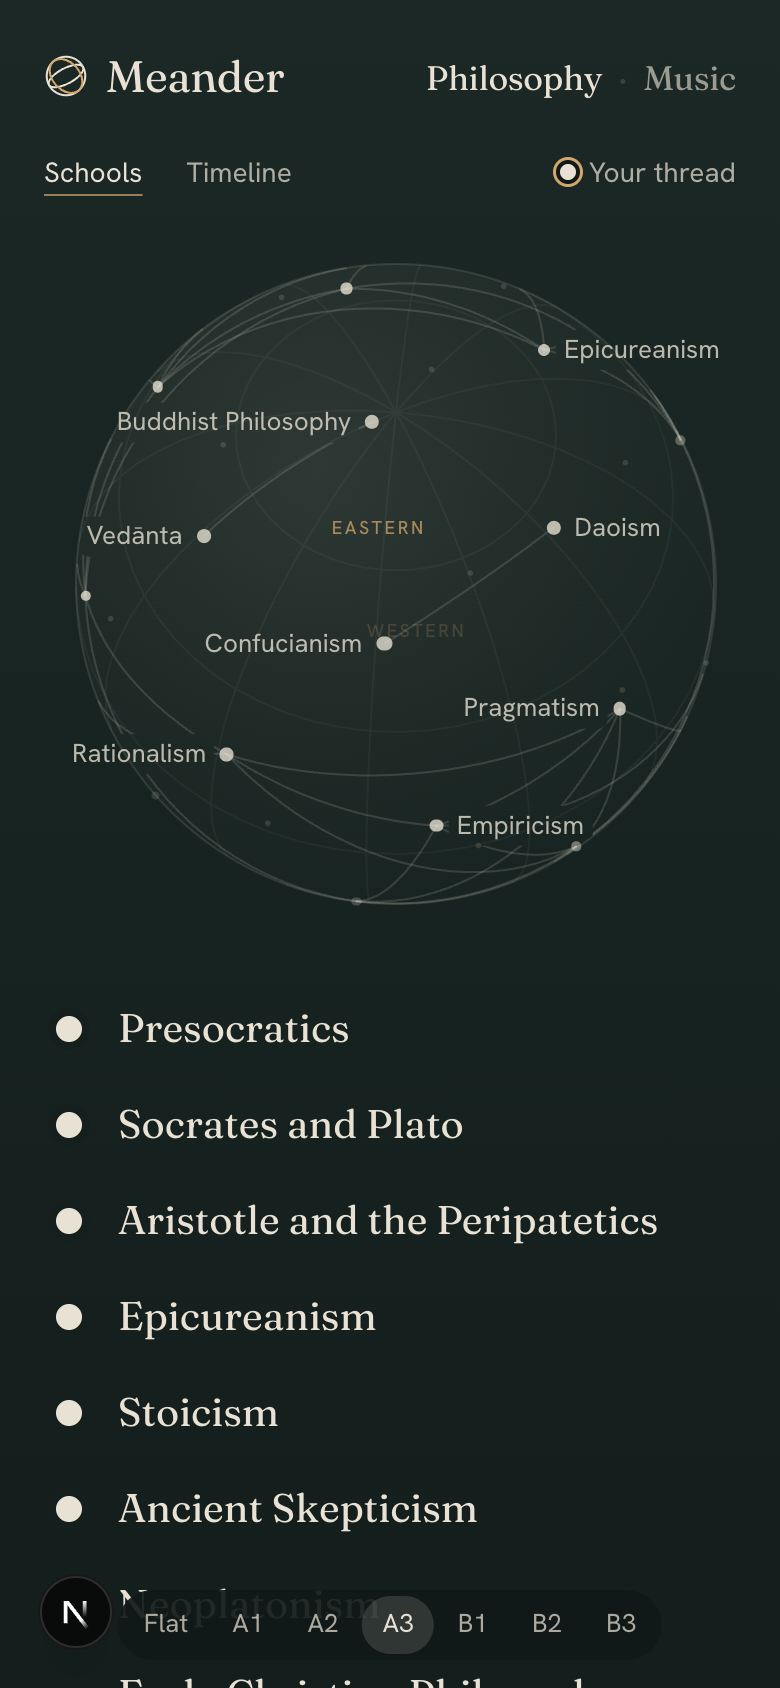 Meander
Philosophy · Music
Schools Timeline
Your thread
Epicureanism
Buddhist Philosophy
EASTERN
Vedānta
Daoism
WESTERN
Confucianism
Pragmatism
Rationalism
Empiricism
Presocratics
Socrates and Plato
Aristotle and the Peripatetics
Epicureanism
Stoicism
Ancient Skepticism
Neoplatonism
N
Flat A1 A2 A3 B1 B2 B3